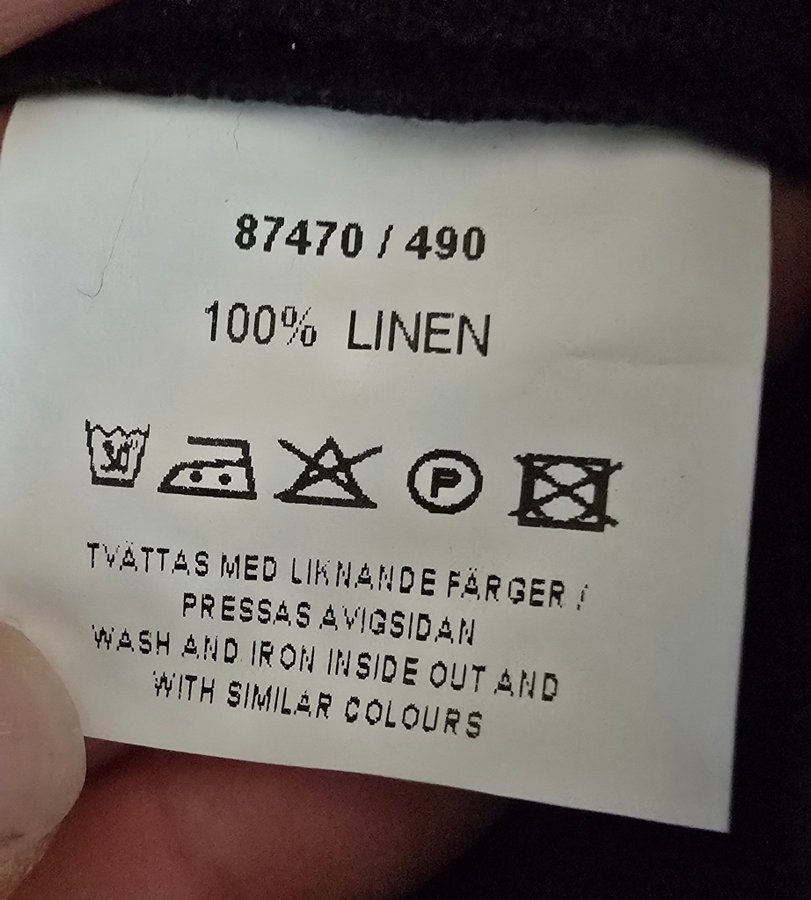 87470 / 490
100% LINEN
30° P
TVÄTTAS MED LIKNANDE FÄRGER /
PRESSAS AVIGSIDAN
WASH AND IRON INSIDE OUT AND
WITH SIMILAR COLOURS